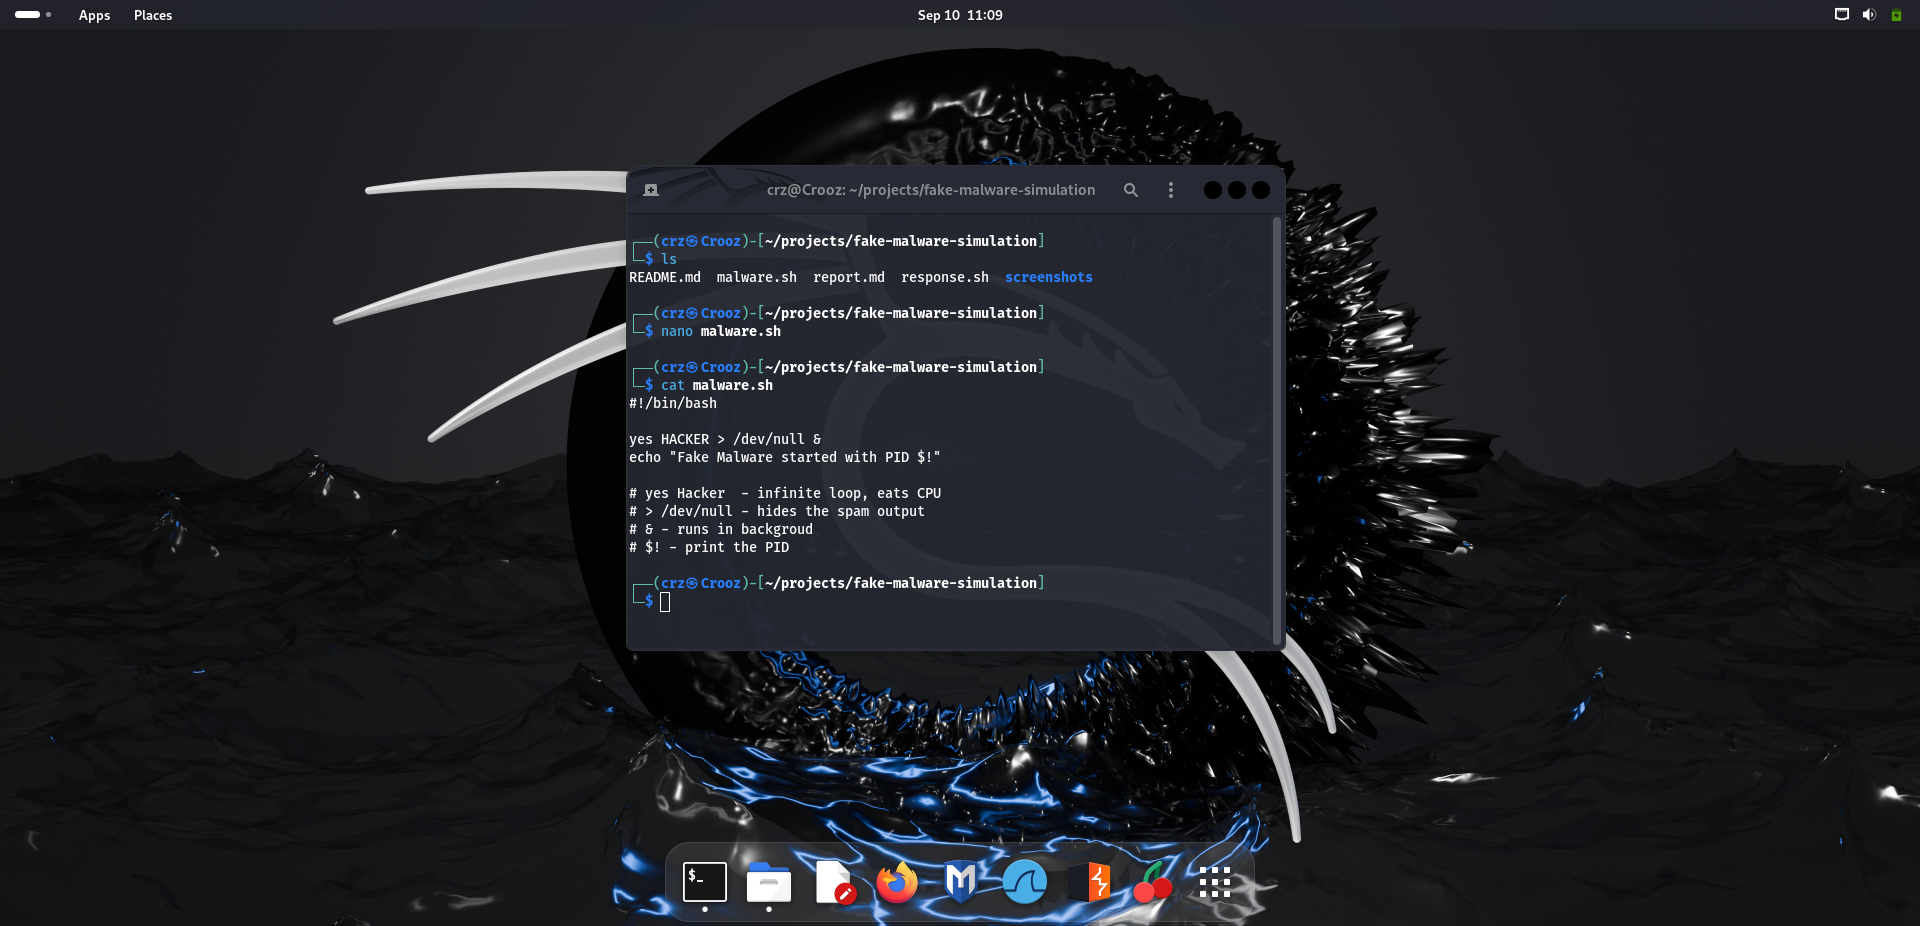 Apps Places Sep 10 11:09
crz@Crooz: ~/projects/fake-malware-simulation
┌──(crz㉿Crooz)-[~/projects/fake-malware-simulation]
└─$ ls
README.md malware.sh report.md response.sh screenshots
┌──(crz㉿Crooz)-[~/projects/fake-malware-simulation]
└─$ nano malware.sh
┌──(crz㉿Crooz)-[~/projects/fake-malware-simulation]
└─$ cat malware.sh
#!/bin/bash
yes HACKER > /dev/null &
echo "Fake Malware started with PID $!"
# yes Hacker  - infinite loop, eats CPU
# > /dev/null - hides the spam output
# & - runs in backgroud
# $! - print the PID
┌──(crz㉿Crooz)-[~/projects/fake-malware-simulation]
└─$
$_